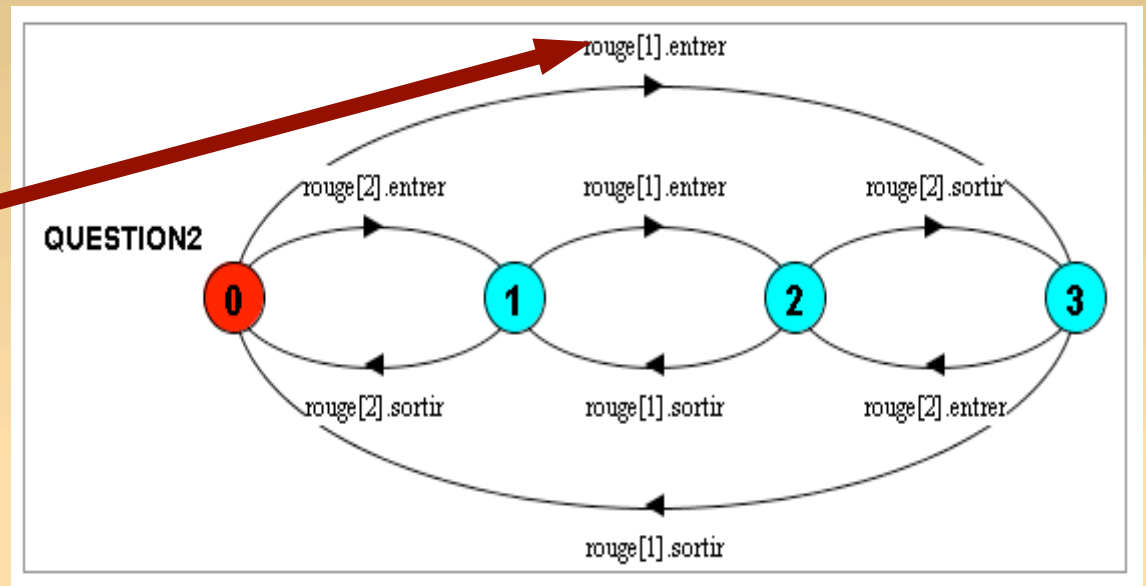 rouge[1].entrer
rouge[2].entrer rouge[1].entrer rouge[2].sortir
QUESTION2
0 1 2 3
rouge[2].sortir rouge[1].sortir rouge[2].entrer
rouge[1].sortir